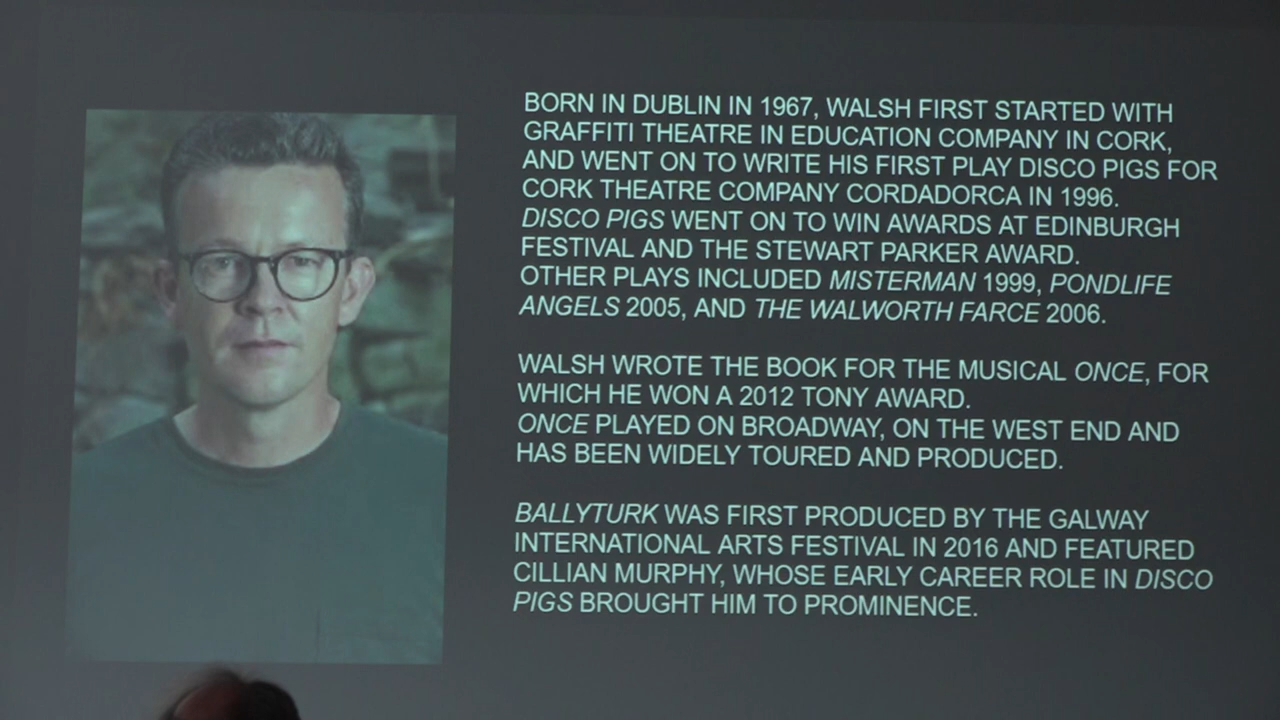 BORN IN DUBLIN IN 1967, WALSH FIRST STARTED WITH
GRAFFITI THEATRE IN EDUCATION COMPANY IN CORK,
AND WENT ON TO WRITE HIS FIRST PLAY DISCO PIGS FOR
CORK THEATRE COMPANY CORDADORCA IN 1996.
DISCO PIGS WENT ON TO WIN AWARDS AT EDINBURGH
FESTIVAL AND THE STEWART PARKER AWARD.
OTHER PLAYS INCLUDED MISTERMAN 1999, PONDLIFE
ANGELS 2005, AND THE WALWORTH FARCE 2006.
WALSH WROTE THE BOOK FOR THE MUSICAL ONCE, FOR
WHICH HE WON A 2012 TONY AWARD.
ONCE PLAYED ON BROADWAY, ON THE WEST END AND
HAS BEEN WIDELY TOURED AND PRODUCED.
BALLYTURK WAS FIRST PRODUCED BY THE GALWAY
INTERNATIONAL ARTS FESTIVAL IN 2016 AND FEATURED
CILLIAN MURPHY, WHOSE EARLY CAREER ROLE IN DISCO
PIGS BROUGHT HIM TO PROMINENCE.